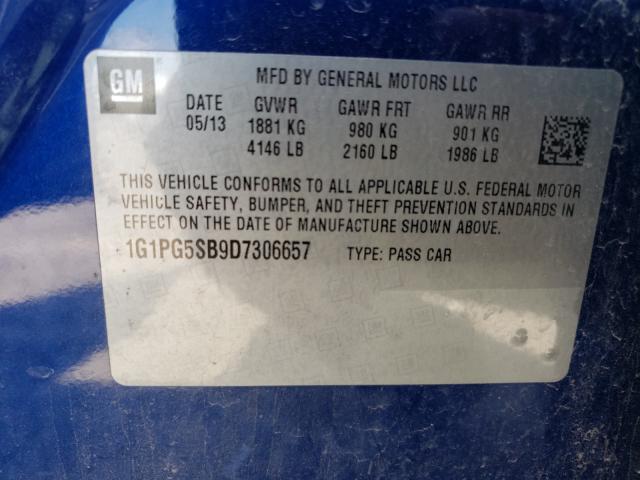 GM
MFD BY GENERAL MOTORS LLC
DATE GVWR GAWR FRT GAWR RR
05/13 1881 KG 980 KG 901 KG
4146 LB 2160 LB 1986 LB
THIS VEHICLE CONFORMS TO ALL APPLICABLE U.S. FEDERAL MOTOR
VEHICLE SAFETY, BUMPER, AND THEFT PREVENTION STANDARDS IN
EFFECT ON THE DATE OF MANUFACTURE SHOWN ABOVE.
1G1PG5SB9D7306657 TYPE: PASS CAR